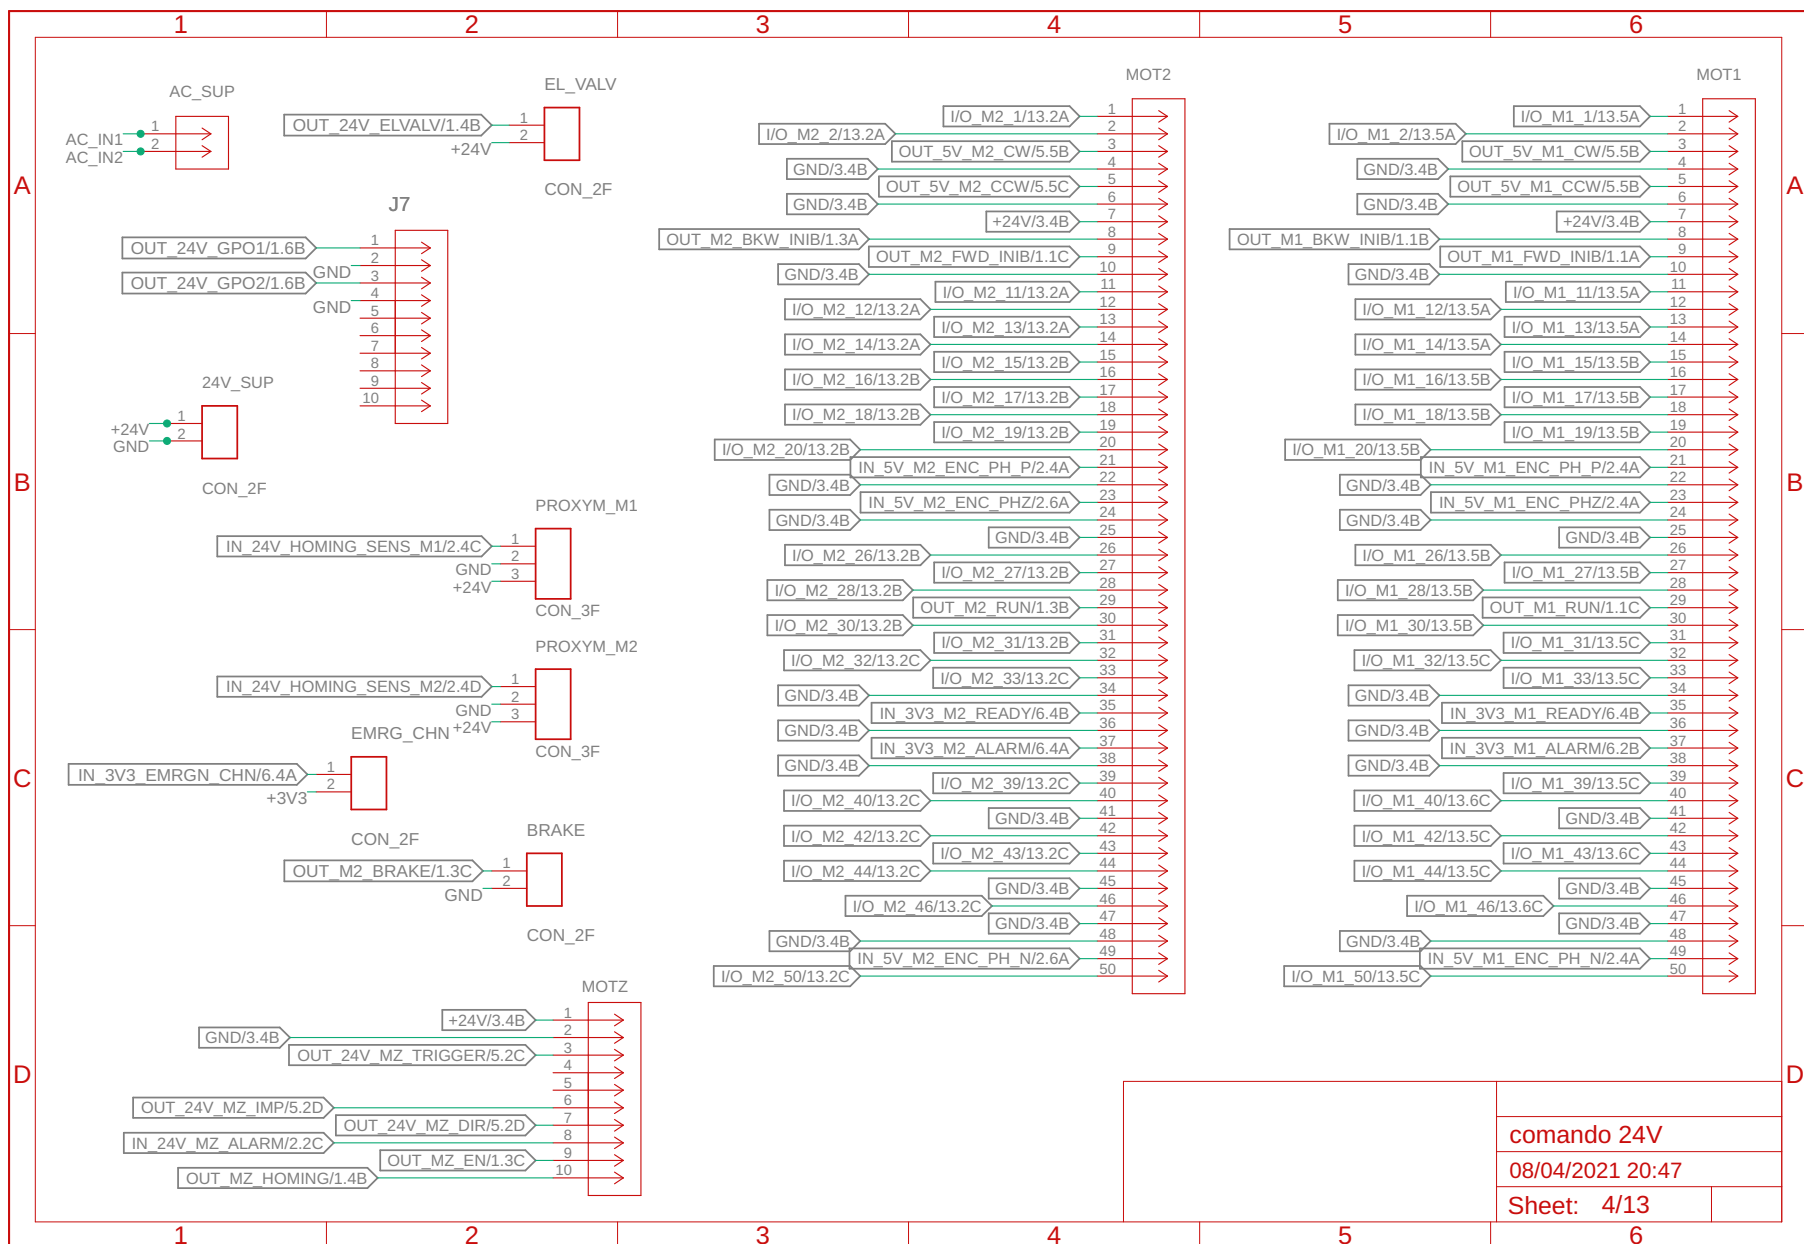 1 2 3 4 5 6
A
B
C
D
AC_SUP
AC_IN1 1
AC_IN2 2
EL_VALV
OUT_24V_ELVALV/1.4B 1
+24V 2
CON_2F
J7
OUT_24V_GPO1/1.6B 1
GND 2
OUT_24V_GPO2/1.6B 3
GND 4
5
6
7
8
9
10
24V_SUP
+24V 1
GND 2
CON_2F
PROXYM_M1
IN_24V_HOMING_SENS_M1/2.4C 1
GND 2
+24V 3
CON_3F
PROXYM_M2
IN_24V_HOMING_SENS_M2/2.4D 1
GND 2
+24V 3
CON_3F
EMRG_CHN
IN_3V3_EMRGN_CHN/6.4A 1
+3V3 2
CON_2F
BRAKE
OUT_M2_BRAKE/1.3C 1
GND 2
CON_2F
MOTZ
+24V/3.4B 1
GND/3.4B 2
OUT_24V_MZ_TRIGGER/5.2C 3
4
5
OUT_24V_MZ_IMP/5.2D 6
OUT_24V_MZ_DIR/5.2D 7
IN_24V_MZ_ALARM/2.2C 8
OUT_MZ_EN/1.3C 9
OUT_MZ_HOMING/1.4B 10
MOT2
I/O_M2_1/13.2A 1
I/O_M2_2/13.2A 2
OUT_5V_M2_CW/5.5B 3
GND/3.4B 4
OUT_5V_M2_CCW/5.5C 5
GND/3.4B 6
+24V/3.4B 7
OUT_M2_BKW_INIB/1.3A 8
OUT_M2_FWD_INIB/1.1C 9
GND/3.4B 10
I/O_M2_11/13.2A 11
I/O_M2_12/13.2A 12
I/O_M2_13/13.2A 13
I/O_M2_14/13.2A 14
I/O_M2_15/13.2B 15
I/O_M2_16/13.2B 16
I/O_M2_17/13.2B 17
I/O_M2_18/13.2B 18
I/O_M2_19/13.2B 19
I/O_M2_20/13.2B 20
IN_5V_M2_ENC_PH_P/2.4A 21
GND/3.4B 22
IN_5V_M2_ENC_PHZ/2.6A 23
GND/3.4B 24
GND/3.4B 25
I/O_M2_26/13.2B 26
I/O_M2_27/13.2B 27
I/O_M2_28/13.2B 28
OUT_M2_RUN/1.3B 29
I/O_M2_30/13.2B 30
I/O_M2_31/13.2B 31
I/O_M2_32/13.2C 32
I/O_M2_33/13.2C 33
GND/3.4B 34
IN_3V3_M2_READY/6.4B 35
GND/3.4B 36
IN_3V3_M2_ALARM/6.4A 37
GND/3.4B 38
I/O_M2_39/13.2C 39
I/O_M2_40/13.2C 40
GND/3.4B 41
I/O_M2_42/13.2C 42
I/O_M2_43/13.2C 43
I/O_M2_44/13.2C 44
GND/3.4B 45
I/O_M2_46/13.2C 46
GND/3.4B 47
GND/3.4B 48
IN_5V_M2_ENC_PH_N/2.6A 49
I/O_M2_50/13.2C 50
MOT1
I/O_M1_1/13.5A 1
I/O_M1_2/13.5A 2
OUT_5V_M1_CW/5.5B 3
GND/3.4B 4
OUT_5V_M1_CCW/5.5B 5
GND/3.4B 6
+24V/3.4B 7
OUT_M1_BKW_INIB/1.1B 8
OUT_M1_FWD_INIB/1.1A 9
GND/3.4B 10
I/O_M1_11/13.5A 11
I/O_M1_12/13.5A 12
I/O_M1_13/13.5A 13
I/O_M1_14/13.5A 14
I/O_M1_15/13.5B 15
I/O_M1_16/13.5B 16
I/O_M1_17/13.5B 17
I/O_M1_18/13.5B 18
I/O_M1_19/13.5B 19
I/O_M1_20/13.5B 20
IN_5V_M1_ENC_PH_P/2.4A 21
GND/3.4B 22
IN_5V_M1_ENC_PHZ/2.4A 23
GND/3.4B 24
GND/3.4B 25
I/O_M1_26/13.5B 26
I/O_M1_27/13.5B 27
I/O_M1_28/13.5B 28
OUT_M1_RUN/1.1C 29
I/O_M1_30/13.5B 30
I/O_M1_31/13.5C 31
I/O_M1_32/13.5C 32
I/O_M1_33/13.5C 33
GND/3.4B 34
IN_3V3_M1_READY/6.4B 35
GND/3.4B 36
IN_3V3_M1_ALARM/6.2B 37
GND/3.4B 38
I/O_M1_39/13.5C 39
I/O_M1_40/13.6C 40
GND/3.4B 41
I/O_M1_42/13.5C 42
I/O_M1_43/13.6C 43
I/O_M1_44/13.5C 44
GND/3.4B 45
I/O_M1_46/13.6C 46
GND/3.4B 47
GND/3.4B 48
IN_5V_M1_ENC_PH_N/2.4A 49
I/O_M1_50/13.5C 50
A
B
C
D
comando 24V
08/04/2021 20:47
Sheet: 4/13
1 2 3 4 5 6